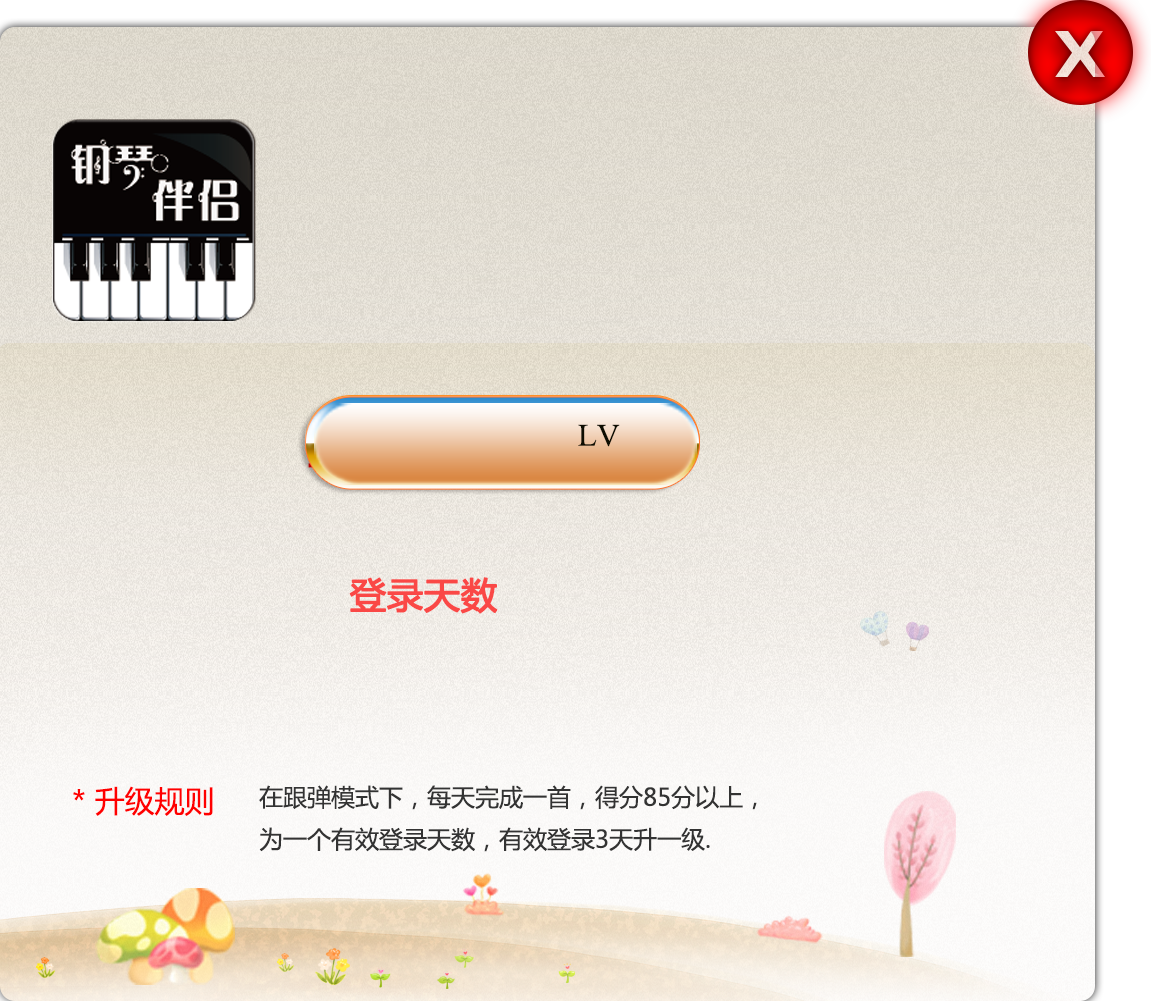 X
钢琴
伴侣
LV
登录天数
* 升级规则
在跟弹模式下，每天完成一首，得分85分以上，
为一个有效登录天数，有效登录3天升一级.